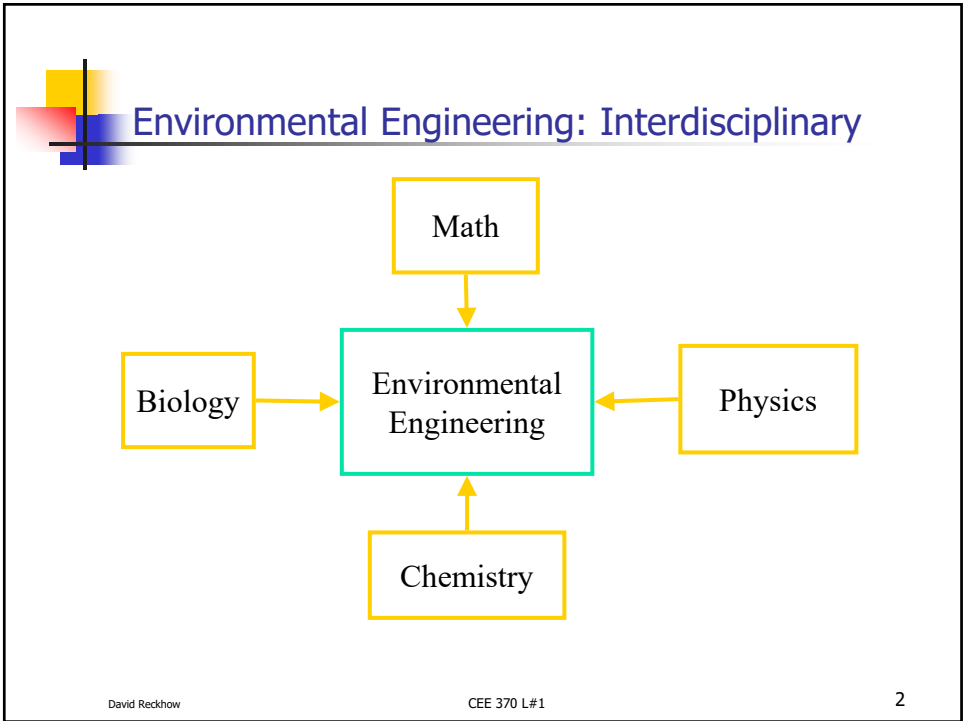 Environmental Engineering: Interdisciplinary
Math
Biology
Environmental
Engineering
Physics
Chemistry
David Reckhow
CEE 370 L#1
2